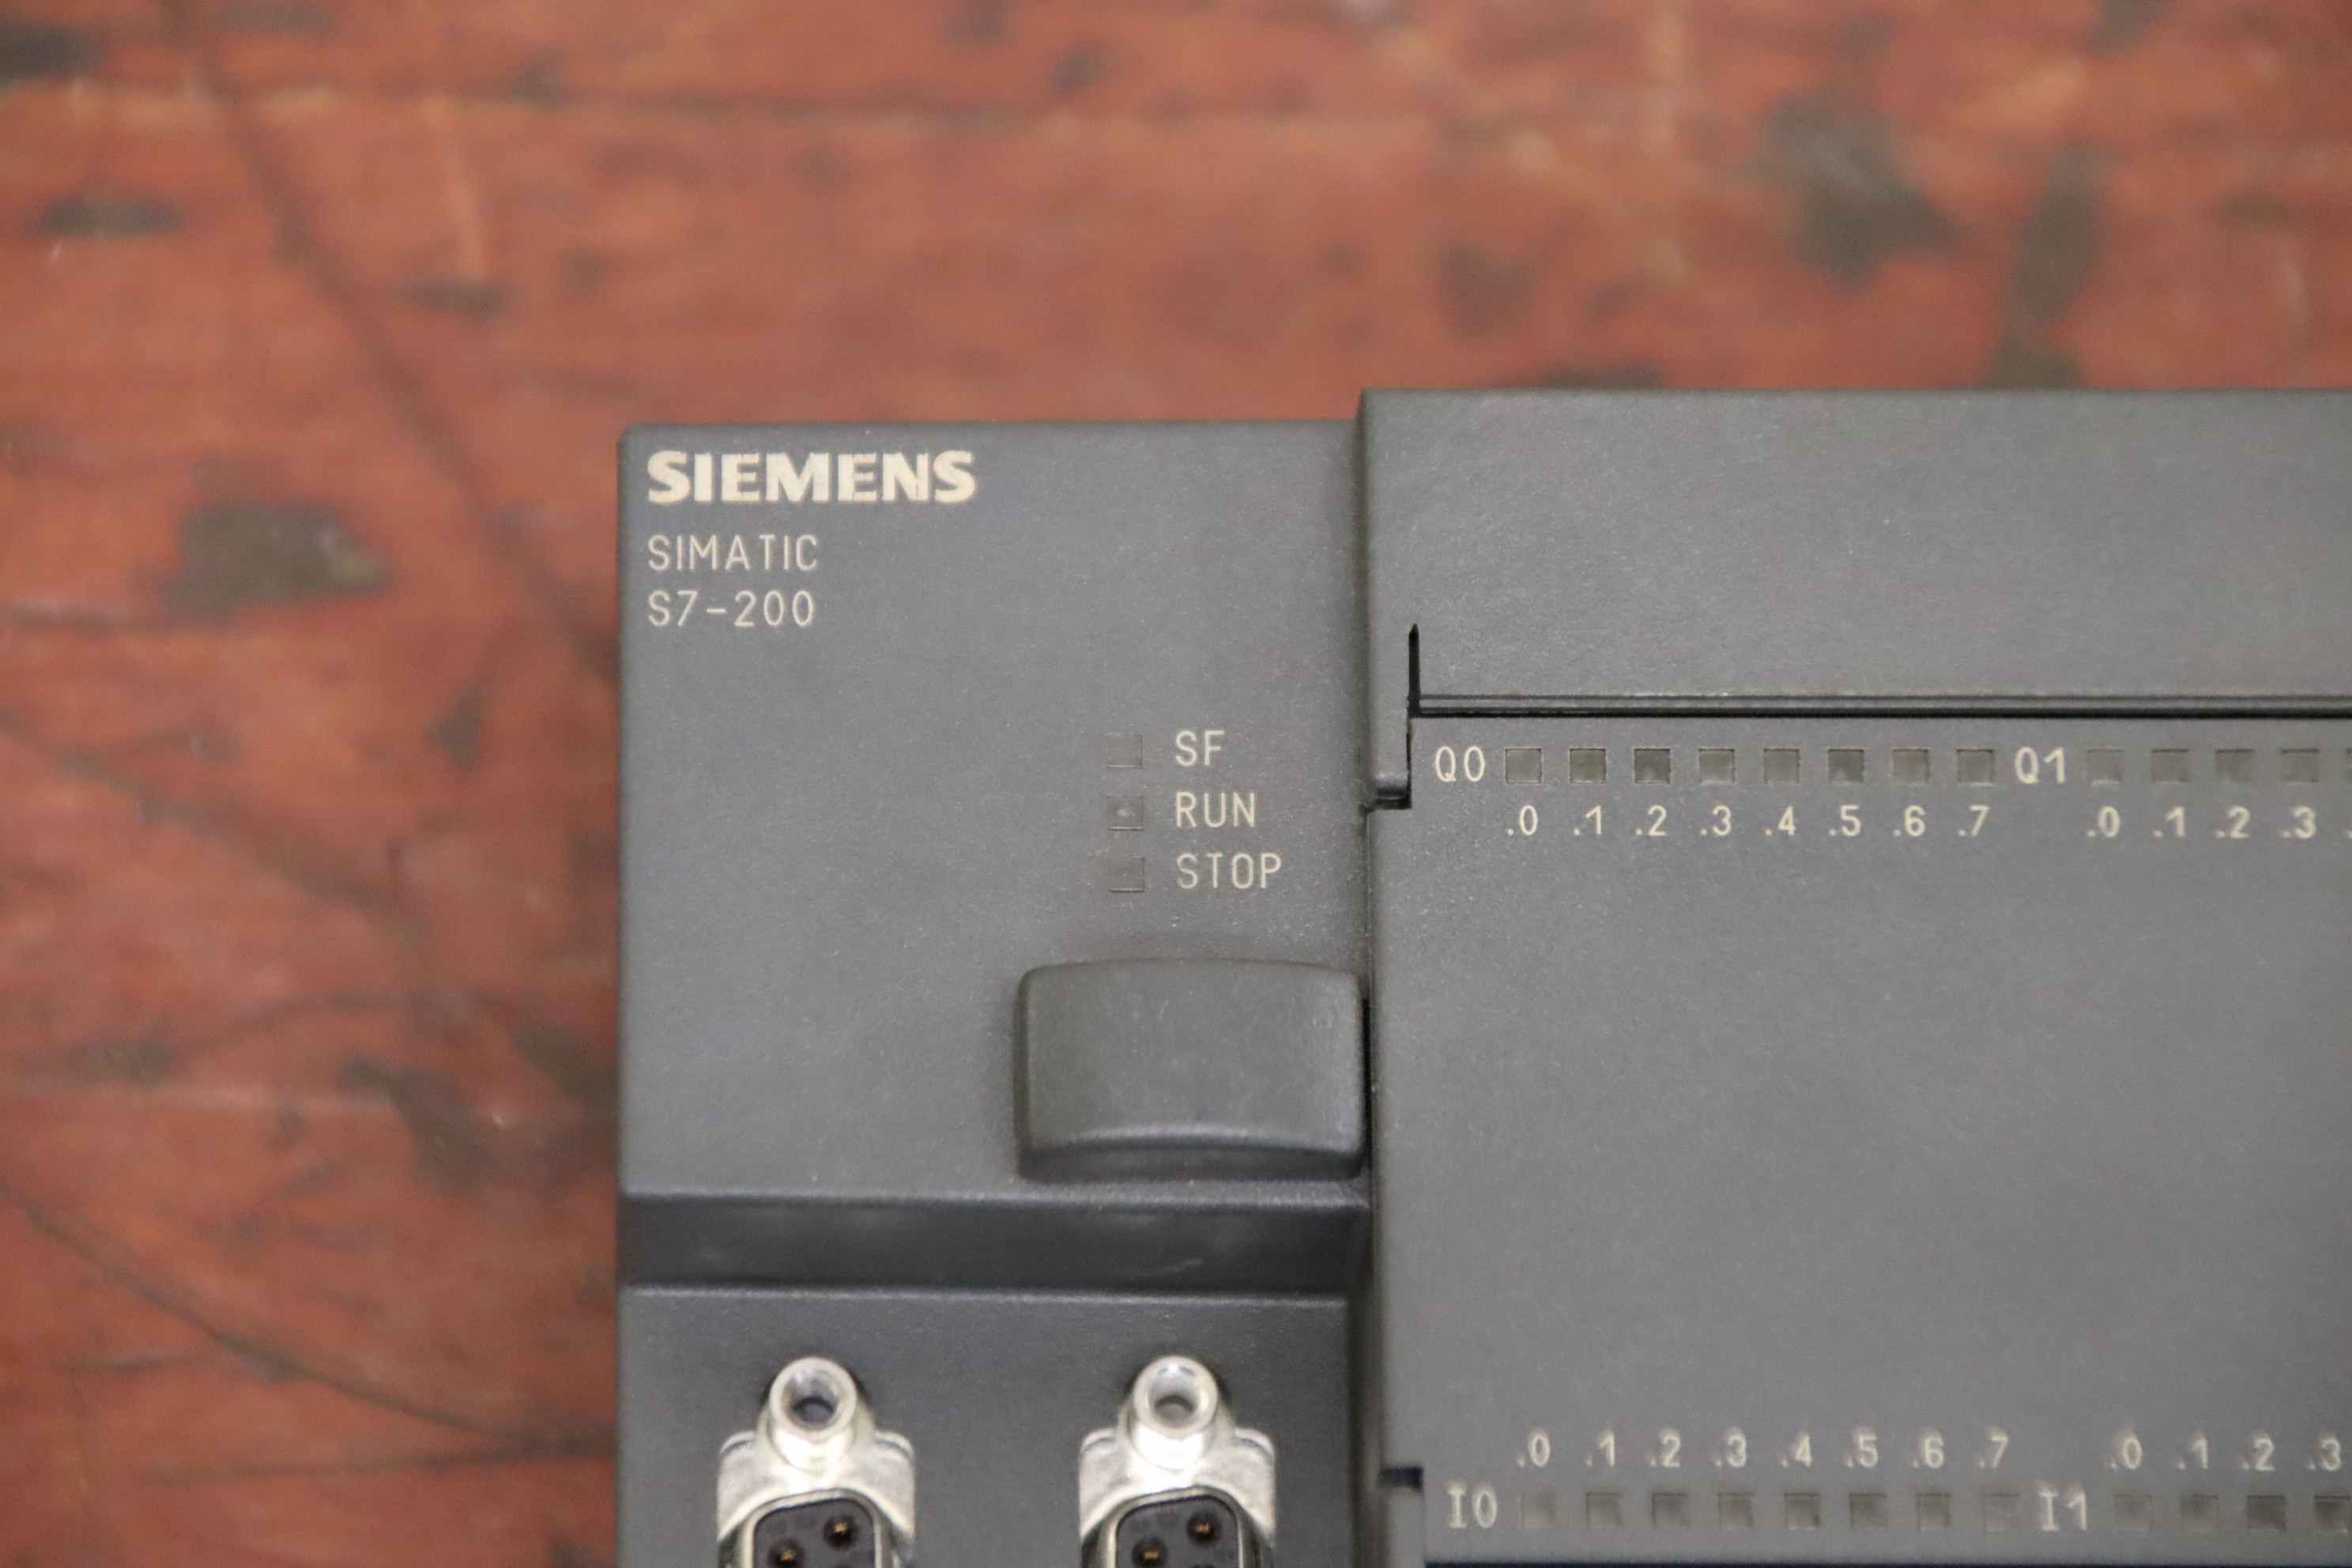 SIEMENS
SIMATIC
S7-200
SF
RUN
STOP
Q0 Q1
.0 .1 .2 .3 .4 .5 .6 .7 .0 .1 .2 .3
.0 .1 .2 .3 .4 .5 .6 .7 .0 .1 .2 .3
I0 I1